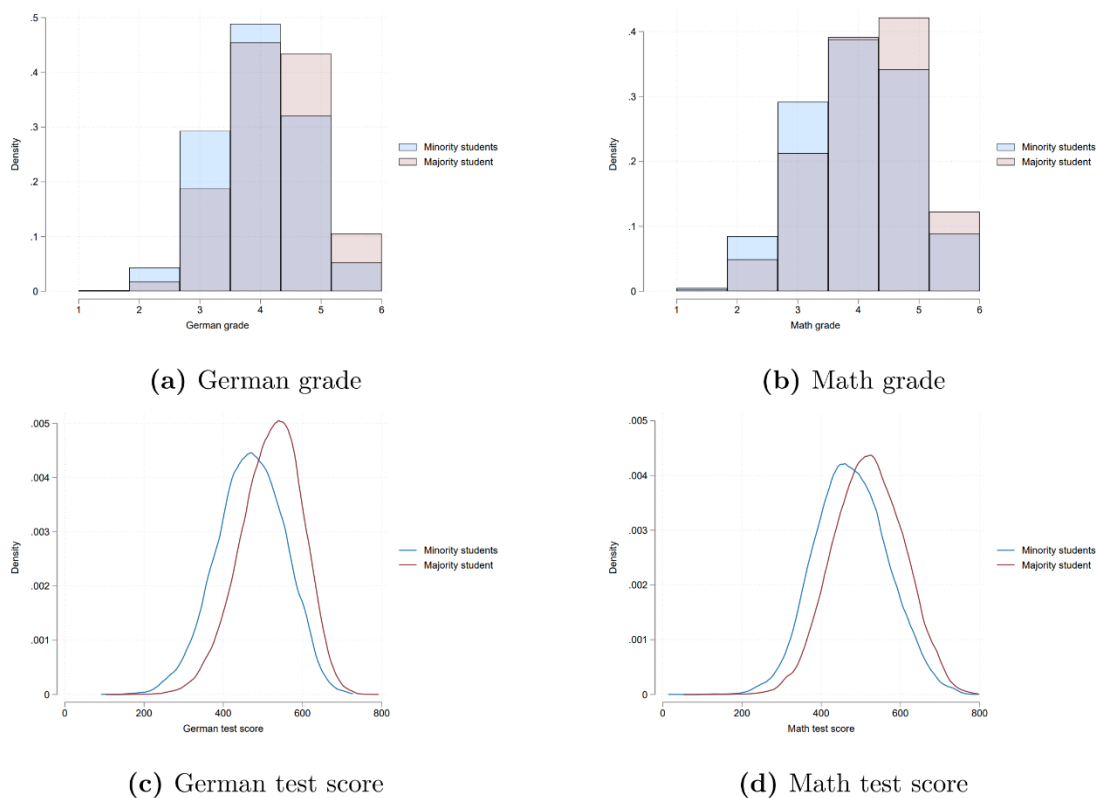 .5
.4
.3
.2
.1
0
Density
1 2 3 4 5 6
German grade
Minority students
Majority student
(a) German grade
.4
.3
.2
.1
0
Density
1 2 3 4 5 6
Math grade
Minority students
Majority student
(b) Math grade
.005
.004
.003
.002
.001
0
Density
0 200 400 600 800
German test score
Minority students
Majority student
(c) German test score
.005
.004
.003
.002
.001
0
Density
0 200 400 600 800
Math test score
Minority students
Majority student
(d) Math test score